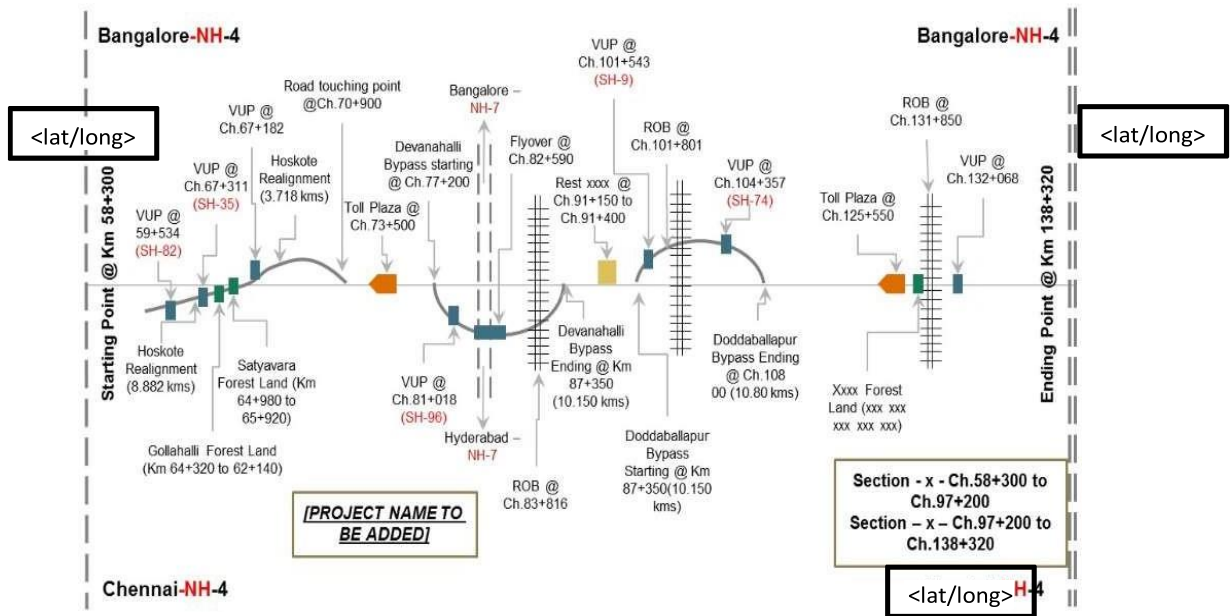 Bangalore-NH-4
Bangalore-NH-4
<lat/long>
<lat/long>
Starting Point @ Km 58+300
Ending Point @ Km 138+320
VUP @
59+534
(SH-82)
VUP @
Ch.67+311
(SH-35)
VUP @
Ch.67+182
Hoskote
Realignment
(3.718 kms)
Road touching point
@Ch.70+900
Toll Plaza @
Ch.73+500
Devanahalli
Bypass starting
@ Ch.77+200
Bangalore –
NH-7
Flyover @
Ch.82+590
Rest xxxx @
Ch.91+150 to
Ch.91+400
VUP @
Ch.101+543
(SH-9)
ROB @
Ch.101+801
VUP @
Ch.104+357
(SH-74)
Toll Plaza @
Ch.125+550
ROB @
Ch.131+850
VUP @
Ch.132+068
Hoskote
Realignment
(8.882 kms)
Satyavara
Forest Land (Km
64+980 to
65+920)
Gollahalli Forest Land
(Km 64+320 to 62+140)
VUP @
Ch.81+018
(SH-96)
Hyderabad –
NH-7
ROB @
Ch.83+816
Devanahalli
Bypass
Ending @ Km
87+350
(10.150 kms)
Doddaballapur
Bypass
Starting @ Km
87+350(10.150
kms)
Doddaballapur
Bypass Ending
@ Ch.108
00 (10.80 kms)
Xxxx Forest
Land (xxx xxx
xxx xxx xxx)
[PROJECT NAME TO
BE ADDED]
Section - x - Ch.58+300 to
Ch.97+200
Section – x – Ch.97+200 to
Ch.138+320
Chennai-NH-4
<lat/long>
H-4